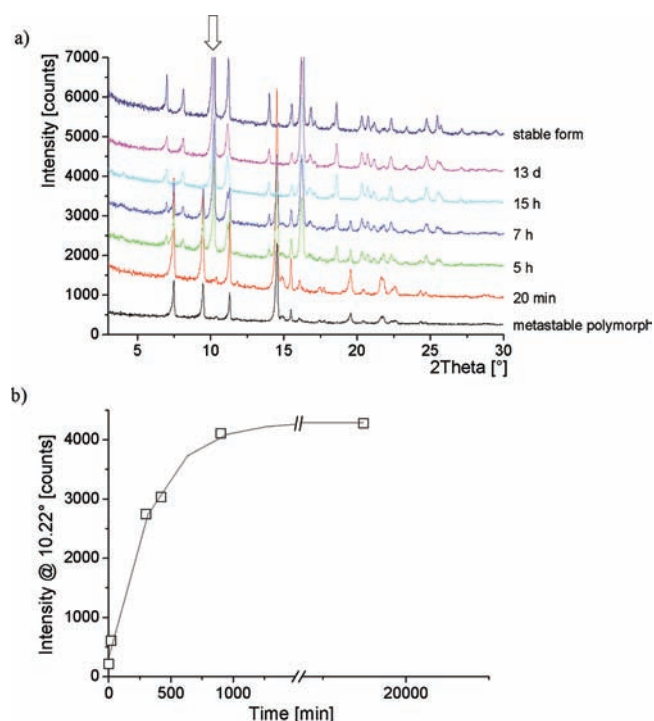 a)
7000
6000
5000
4000
3000
2000
1000
0
Intensity [counts]
stable form
13 d
15 h
7 h
5 h
20 min
metastable polymorph
5 10 15 20 25 30
2Theta [°]
b)
4000
3000
2000
1000
0
Intensity @ 10.22° [counts]
0 500 1000 20000
Time [min]